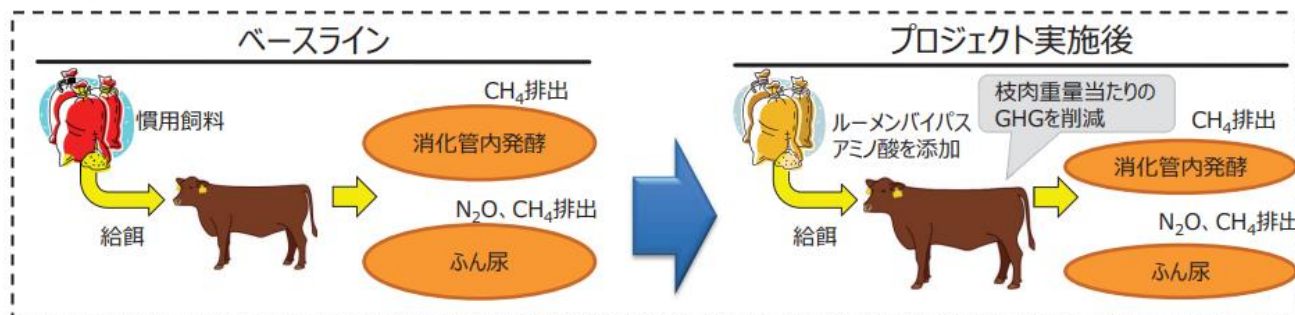 ベースライン
慣用飼料
給餌
CH₄排出
消化管内発酵
N₂O、CH₄排出
ふん尿
プロジェクト実施後
ルーメンバイパス
アミノ酸を添加
給餌
枝肉重量当たりの
GHGを削減
CH₄排出
消化管内発酵
N₂O、CH₄排出
ふん尿